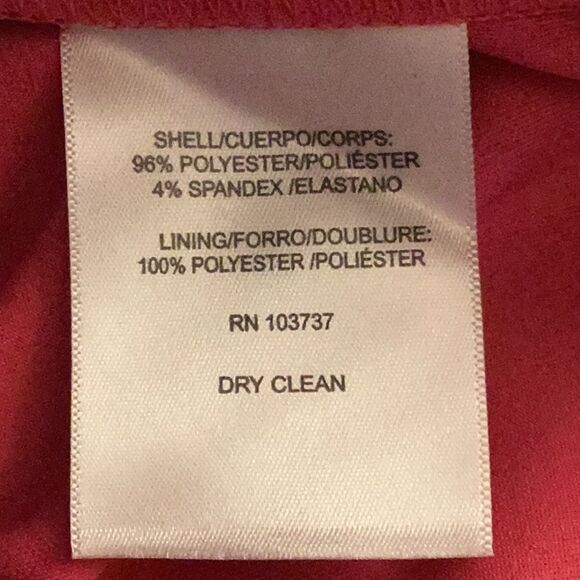 SHELL/CUERPO/CORPS:
96% POLYESTER/POLIÉSTER
4% SPANDEX /ELASTANO
LINING/FORRO/DOUBLURE:
100% POLYESTER /POLIÉSTER
RN 103737
DRY CLEAN